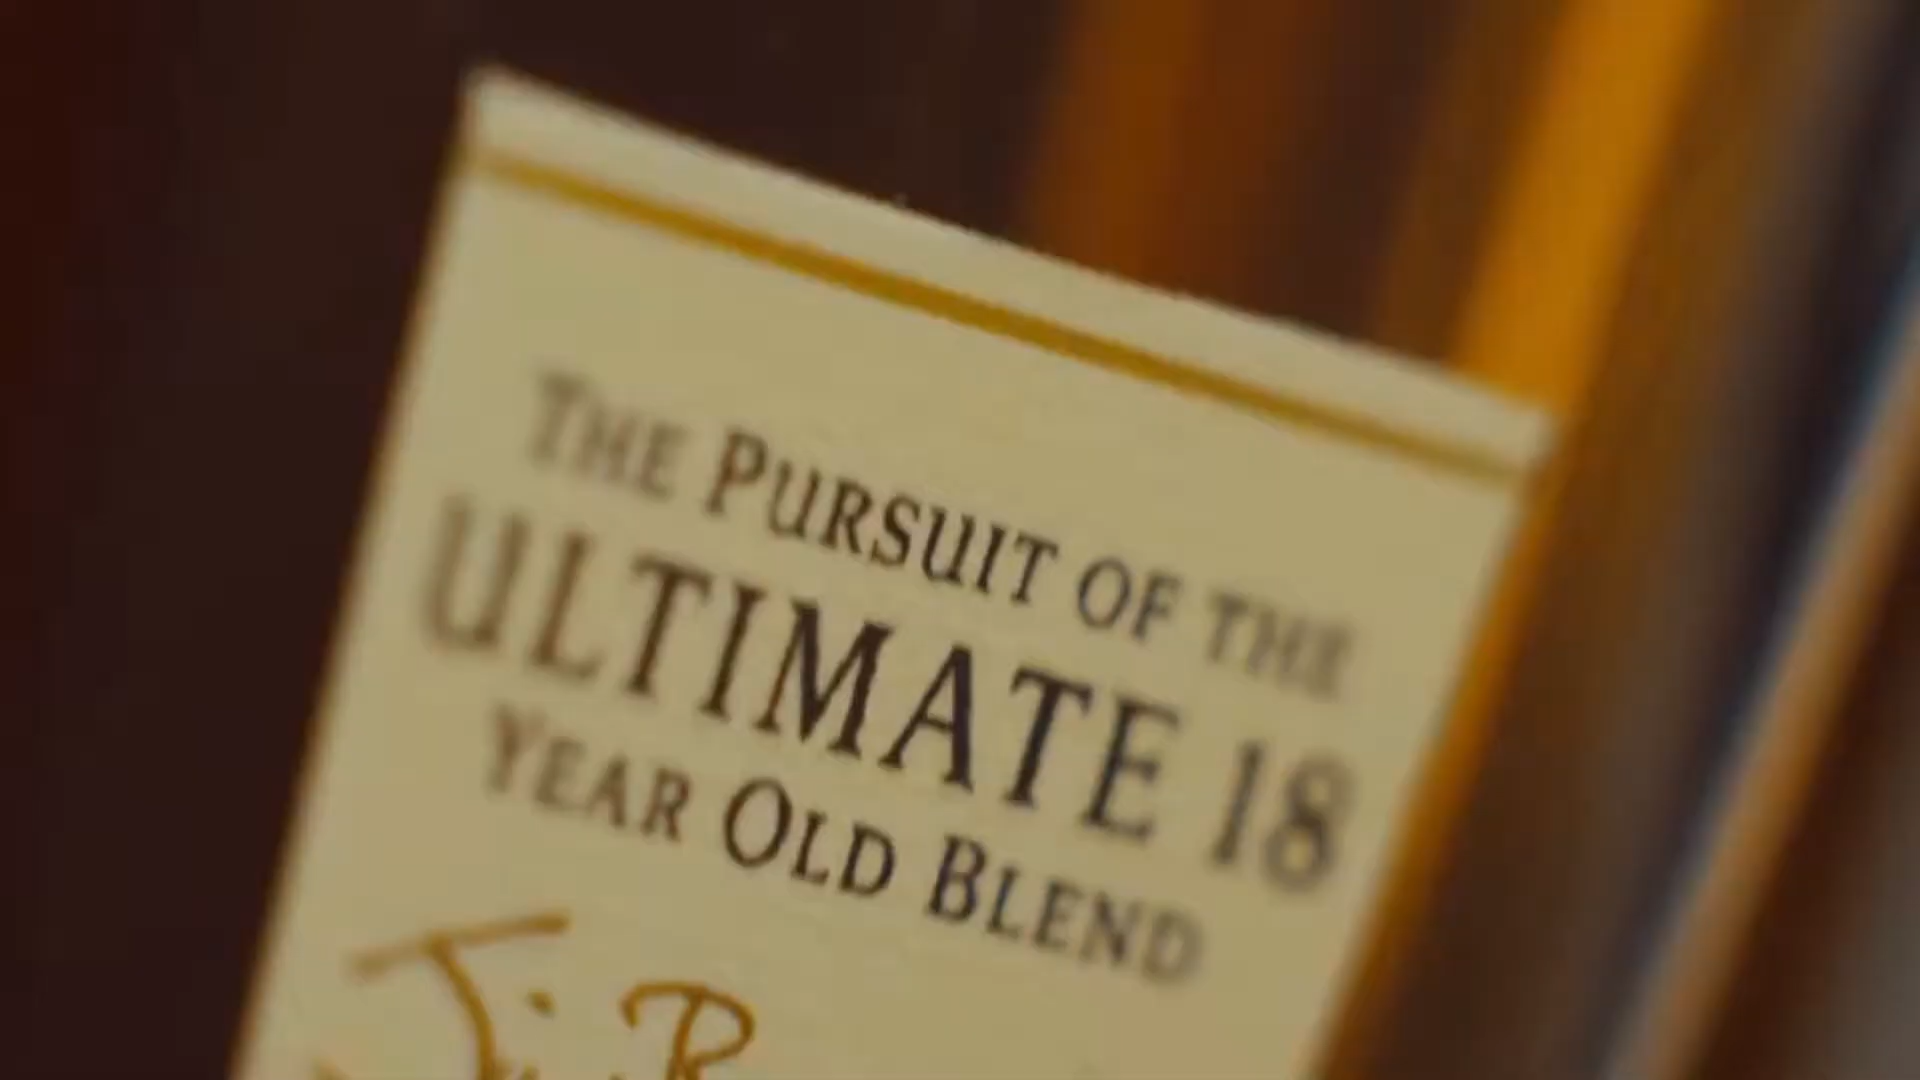 THE PURSUIT OF THE
ULTIMATE 18
YEAR OLD BLEND